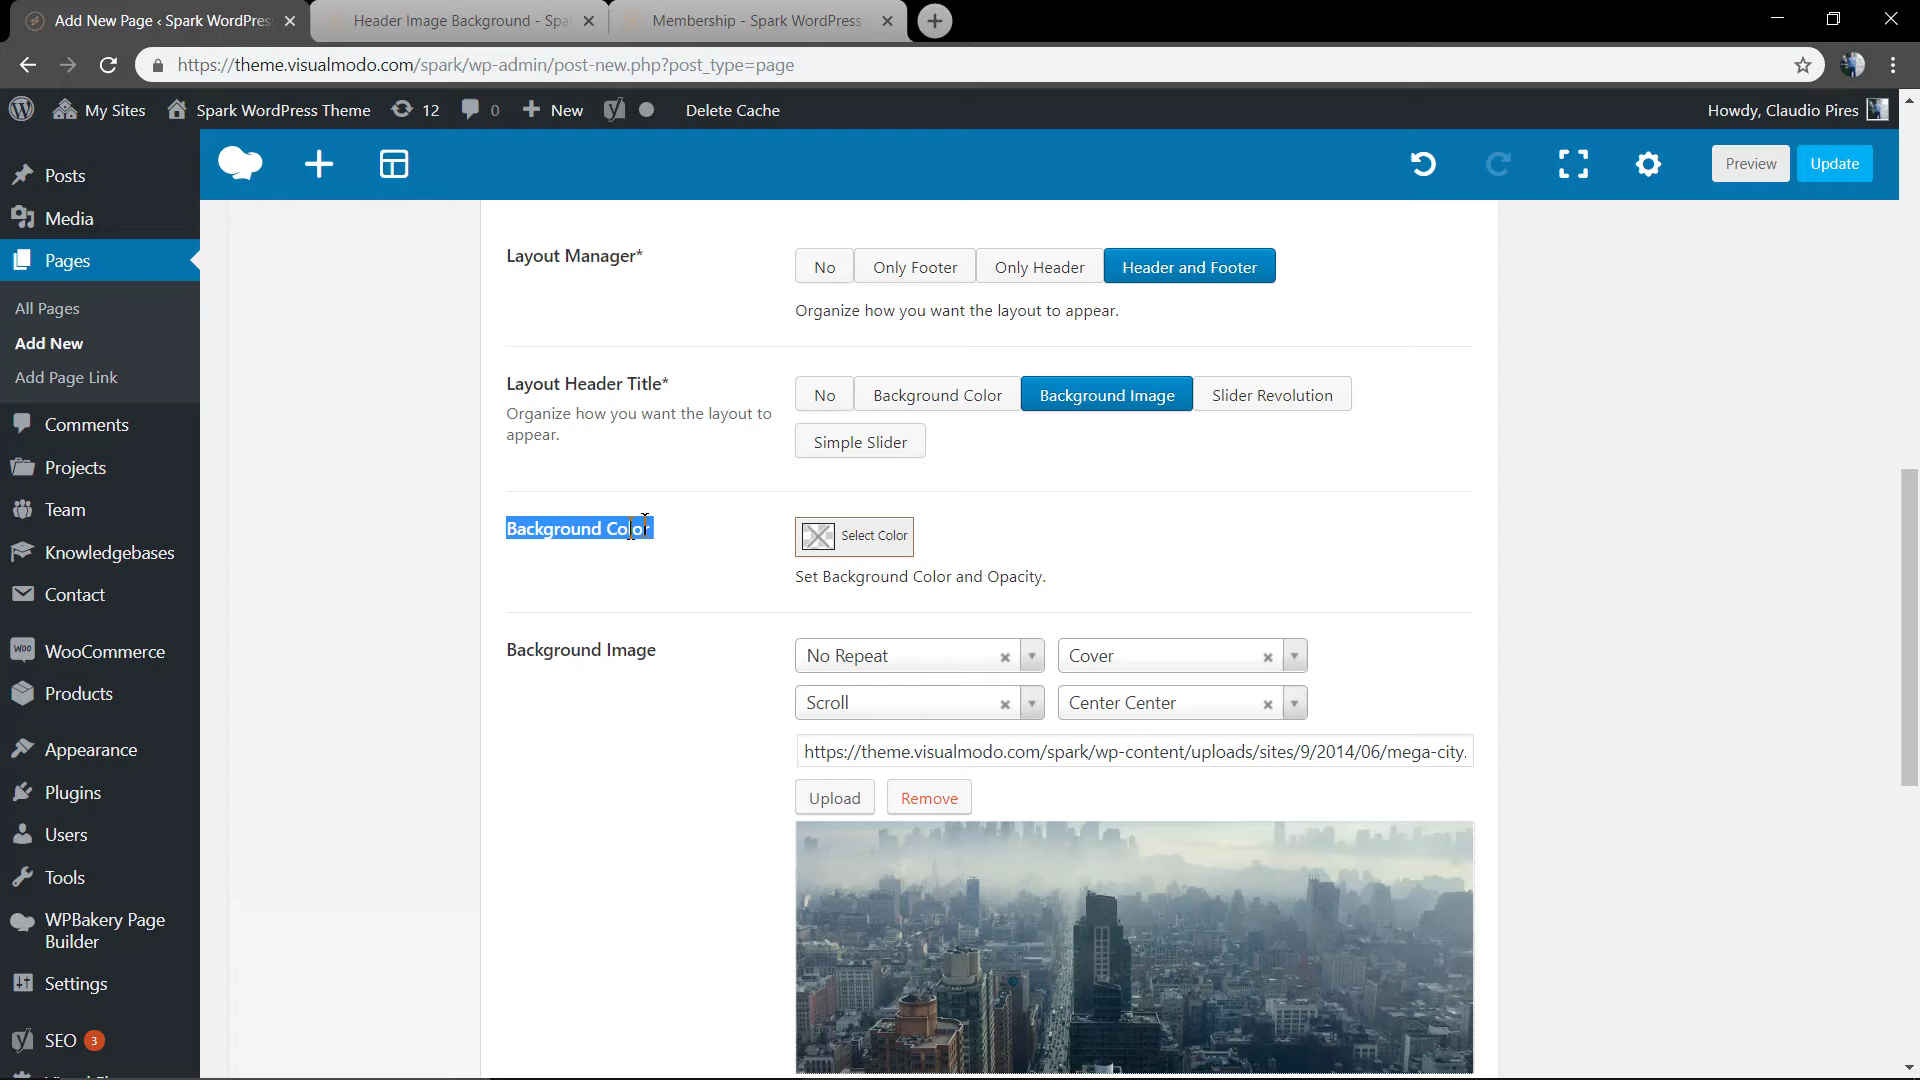 Add New Page ‹ Spark WordPres
Header Image Background - Spa
Membership - Spark WordPress
https://theme.visualmodo.com/spark/wp-admin/post-new.php?post_type=page
My Sites
Spark WordPress Theme
12
0
New
Delete Cache
Howdy, Claudio Pires
Preview
Update
Posts
Media
Pages
All Pages
Add New
Add Page Link
Comments
Projects
Team
Knowledgebases
Contact
WooCommerce
Products
Appearance
Plugins
Users
Tools
WPBakery Page
Builder
Settings
SEO 3
Layout Manager*
No
Only Footer
Only Header
Header and Footer
Organize how you want the layout to appear.
Layout Header Title*
Organize how you want the layout to
appear.
No
Background Color
Background Image
Slider Revolution
Simple Slider
Background Color
Select Color
Set Background Color and Opacity.
Background Image
No Repeat
Cover
Scroll
Center Center
https://theme.visualmodo.com/spark/wp-content/uploads/sites/9/2014/06/mega-city.
Upload
Remove